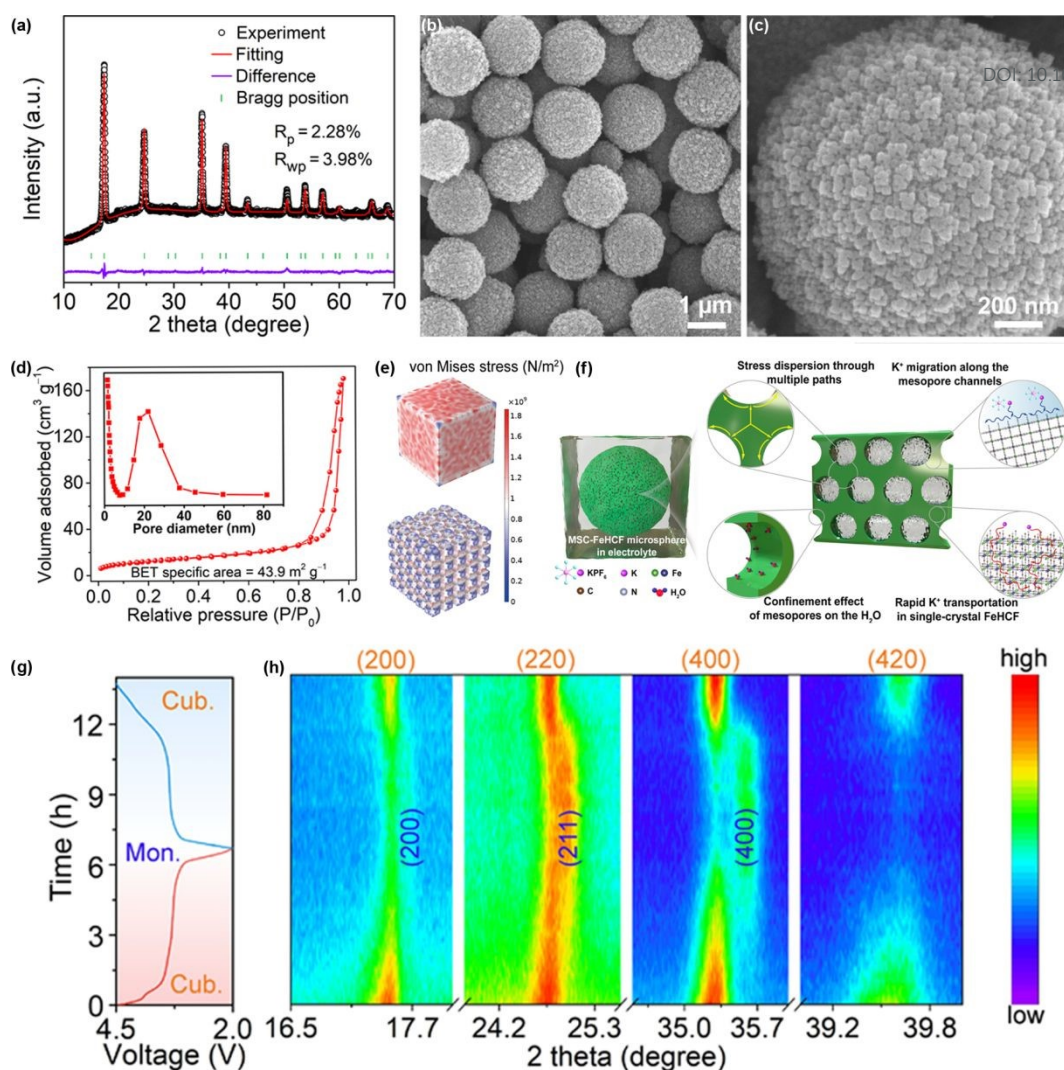 (a)
Experiment
Fitting
Difference
Bragg position
Rp = 2.28%
Rwp = 3.98%
Intensity (a.u.)
10 20 30 40 50 60 70
2 theta (degree)
(b)
1 μm
(c)
DOI: 10.1
200 nm
(d)
Volume adsorbed (cm³ g⁻¹)
160
120
80
40
0
0 20 40 60 80
Pore diameter (nm)
BET specific area = 43.9 m² g⁻¹
0.0 0.2 0.4 0.6 0.8 1.0
Relative pressure (P/P₀)
(e)
von Mises stress (N/m²)
×10⁹
1.8
1.6
1.4
1.2
1
0.8
0.6
0.4
0.2
0
(f)
MSC-FeHCF microsphere
in electrolyte
KPF₆ K Fe
C N H₂O
Stress dispersion through
multiple paths
K⁺ migration along the
mesopore channels
Confinement effect
of mesopores on the H₂O
Rapid K⁺ transportation
in single-crystal FeHCF
(g)
Cub.
Mon.
Cub.
Time (h)
12
9
6
3
0
4.5 2.0
Voltage (V)
(h)
(200) (220) (400) (420)
(200) (211) (400)
16.5 17.7 24.2 25.3 35.0 35.7 39.2 39.8
2 theta (degree)
high
low